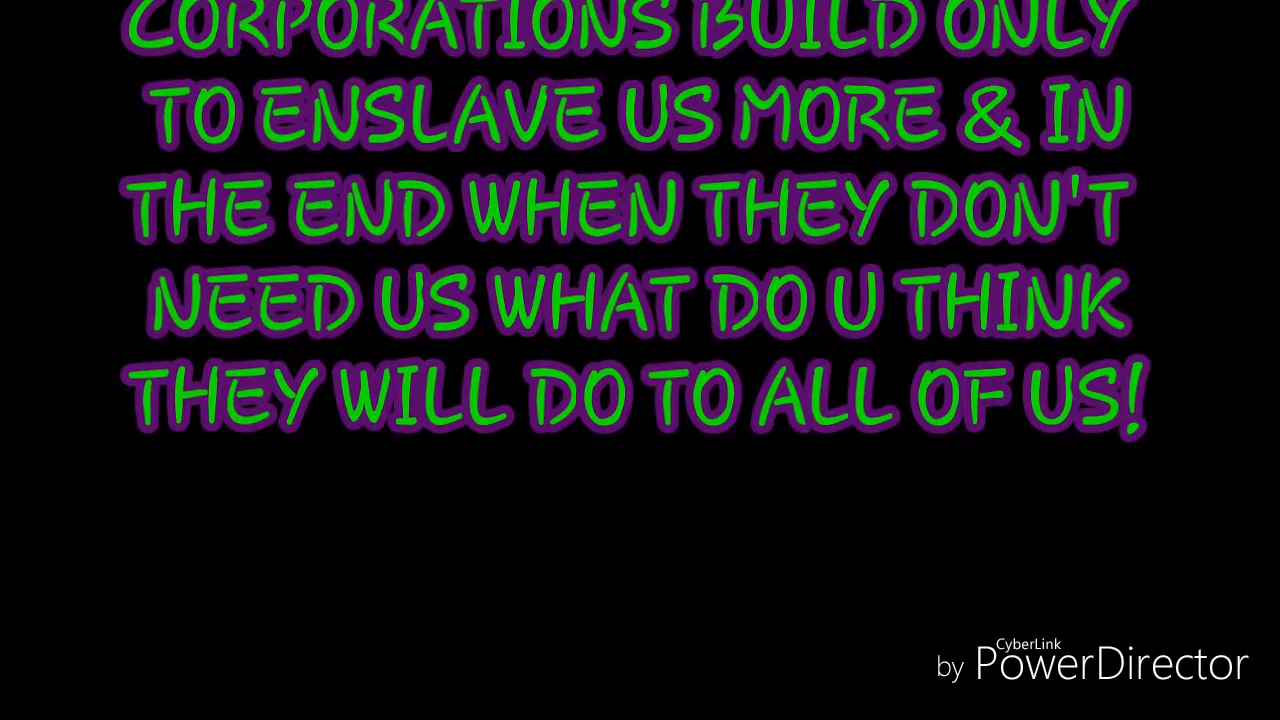 CORPORATIONS BUILD ONLY
TO ENSLAVE US MORE & IN
THE END WHEN THEY DON'T
NEED US WHAT DO U THINK
THEY WILL DO TO ALL OF US!
CyberLink
by PowerDirector